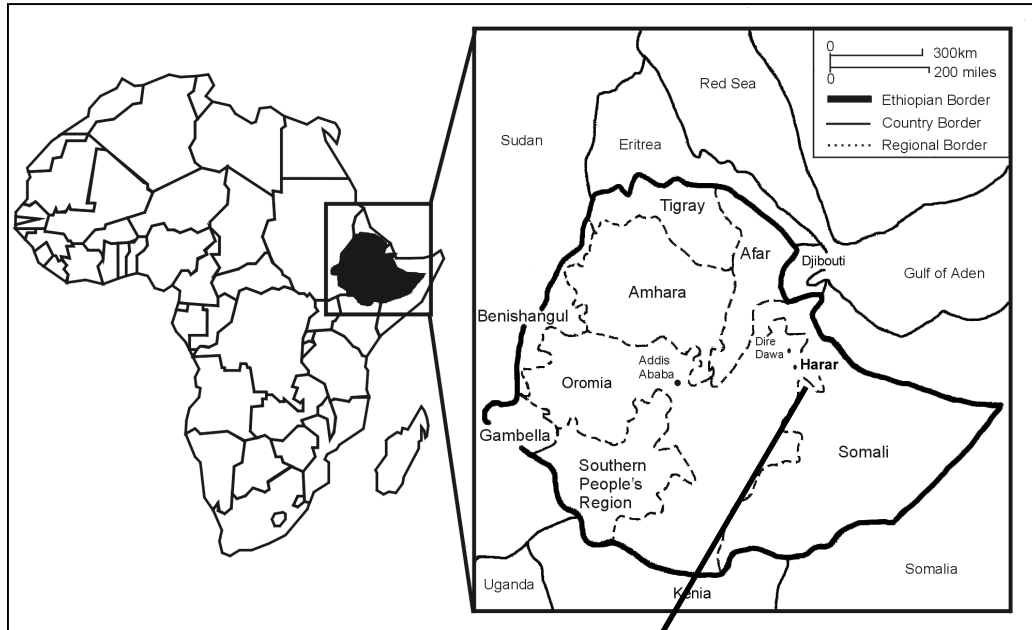 0
300km
0
200 miles
Ethiopian Border
Country Border
Regional Border
Red Sea
Sudan
Eritrea
Tigray
Afar
Djibouti
Gulf of Aden
Amhara
Benishangul
Dire
Dawa
Harar
Addis
Ababa
Oromia
Gambella
Somali
Southern
People's
Region
Somalia
Uganda
Kenia